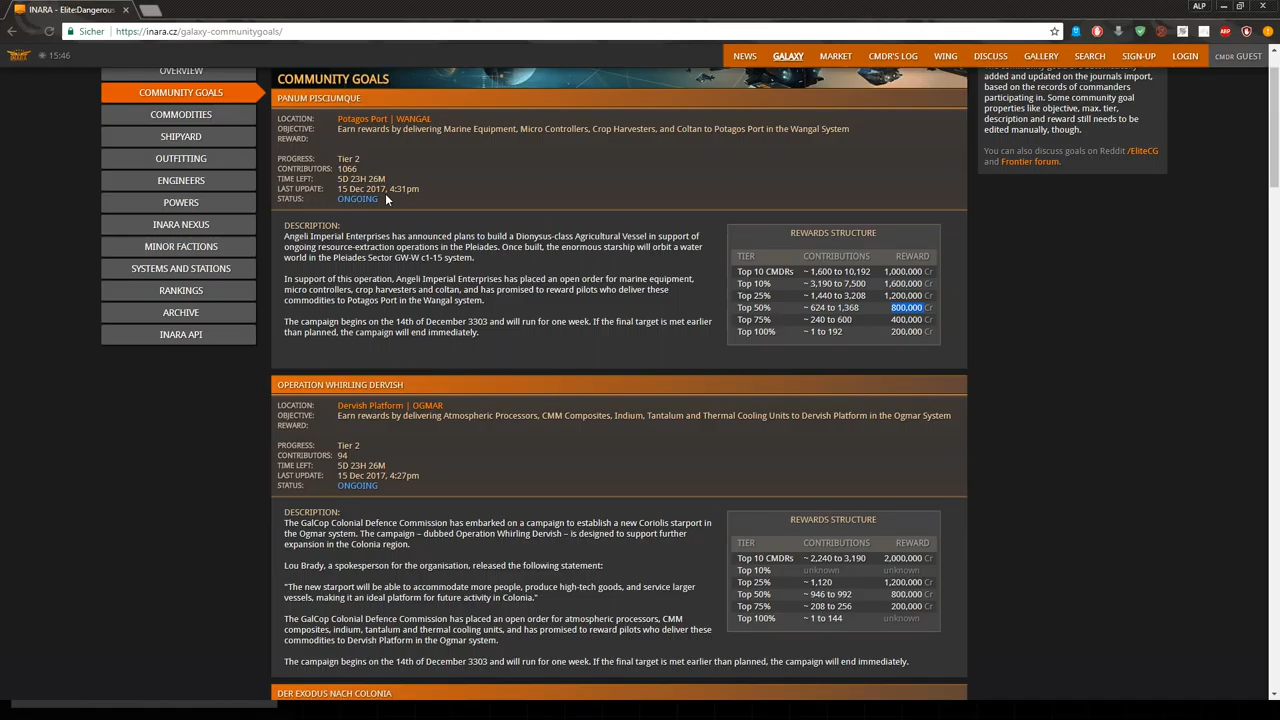 INARA - Elite:Dangerous
ALP
Sicher
https://inara.cz/galaxy-communitygoals/
15:46
NEWS GALAXY MARKET CMDR'S LOG WING DISCUSS GALLERY SEARCH SIGN-UP LOGIN CMDR GUEST
OVERVIEW
COMMUNITY GOALS
COMMODITIES
SHIPYARD
OUTFITTING
ENGINEERS
POWERS
INARA NEXUS
MINOR FACTIONS
SYSTEMS AND STATIONS
RANKINGS
ARCHIVE
INARA API
COMMUNITY GOALS
PANUM PISCIUMQUE
LOCATION: Potagos Port | WANGAL
OBJECTIVE: Earn rewards by delivering Marine Equipment, Micro Controllers, Crop Harvesters, and Coltan to Potagos Port in the Wangal System
REWARD:
PROGRESS: Tier 2
CONTRIBUTORS: 1066
TIME LEFT: 5D 23H 26M
LAST UPDATE: 15 Dec 2017, 4:31pm
STATUS: ONGOING
DESCRIPTION:
Angeli Imperial Enterprises has announced plans to build a Dionysus-class Agricultural Vessel in support of
ongoing resource-extraction operations in the Pleiades. Once built, the enormous starship will orbit a water
world in the Pleiades Sector GW-W c1-15 system.
In support of this operation, Angeli Imperial Enterprises has placed an open order for marine equipment,
micro controllers, crop harvesters and coltan, and has promised to reward pilots who deliver these
commodities to Potagos Port in the Wangal system.
The campaign begins on the 14th of December 3303 and will run for one week. If the final target is met earlier
than planned, the campaign will end immediately.
REWARDS STRUCTURE
TIER CONTRIBUTIONS REWARD
Top 10 CMDRs ~ 1,600 to 10,192 1,000,000 Cr
Top 10% ~ 3,190 to 7,500 1,600,000 Cr
Top 25% ~ 1,440 to 3,208 1,200,000 Cr
Top 50% ~ 624 to 1,368 800,000 Cr
Top 75% ~ 240 to 600 400,000 Cr
Top 100% ~ 1 to 192 200,000 Cr
OPERATION WHIRLING DERVISH
LOCATION: Dervish Platform | OGMAR
OBJECTIVE: Earn rewards by delivering Atmospheric Processors, CMM Composites, Indium, Tantalum and Thermal Cooling Units to Dervish Platform in the Ogmar System
REWARD:
PROGRESS: Tier 2
CONTRIBUTORS: 94
TIME LEFT: 5D 23H 26M
LAST UPDATE: 15 Dec 2017, 4:27pm
STATUS: ONGOING
DESCRIPTION:
The GalCop Colonial Defence Commission has embarked on a campaign to establish a new Coriolis starport in
the Ogmar system. The campaign – dubbed Operation Whirling Dervish – is designed to support further
expansion in the Colonia region.
Lou Brady, a spokesperson for the organisation, released the following statement:
"The new starport will be able to accommodate more people, produce high-tech goods, and service larger
vessels, making it an ideal platform for future activity in Colonia."
The GalCop Colonial Defence Commission has placed an open order for atmospheric processors, CMM
composites, indium, tantalum and thermal cooling units, and has promised to reward pilots who deliver these
commodities to Dervish Platform in the Ogmar system.
The campaign begins on the 14th of December 3303 and will run for one week. If the final target is met earlier than planned, the campaign will end immediately.
REWARDS STRUCTURE
TIER CONTRIBUTIONS REWARD
Top 10 CMDRs ~ 2,240 to 3,190 2,000,000 Cr
Top 10% unknown unknown
Top 25% ~ 1,120 1,200,000 Cr
Top 50% ~ 946 to 992 800,000 Cr
Top 75% ~ 208 to 256 200,000 Cr
Top 100% ~ 1 to 144 unknown
DER EXODUS NACH COLONIA
added and updated on the journals import,
based on the records of commanders
participating in. Some community goal
properties like objective, max. tier,
description and reward still needs to be
edited manually, though.
You can also discuss goals on Reddit /EliteCG
and Frontier forum.